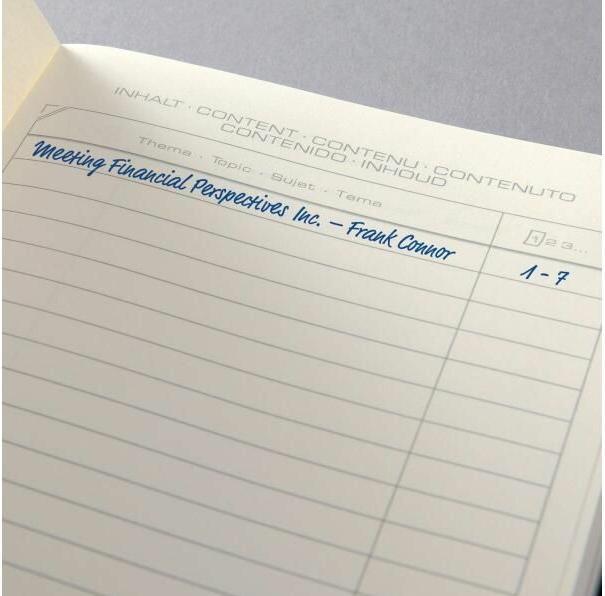 INHALT · CONTENT · CONTENU · CONTENUTO
CONTENIDO · INHOUD
Thema · Topic · Sujet · Tema
1 2 3...
Meeting Financial Perspectives Inc. – Frank Connor
1 - 7